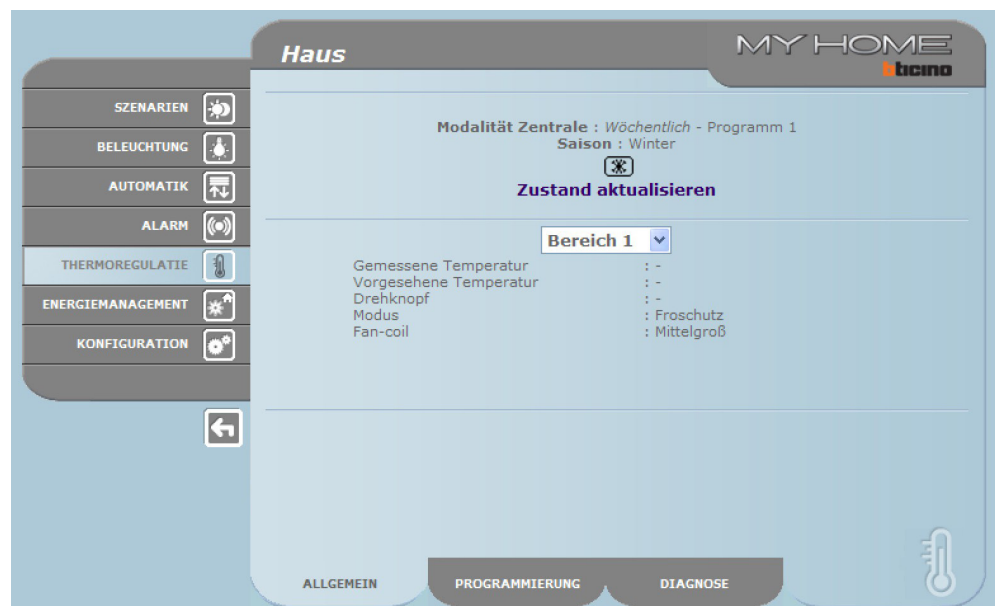 Haus
MY HOME
bticino
SZENARIEN
BELEUCHTUNG
AUTOMATIK
ALARM
THERMOREGULATIE
ENERGIEMANAGEMENT
KONFIGURATION
Modalität Zentrale : Wöchentlich - Programm 1
Saison : Winter
Zustand aktualisieren
Bereich 1
Gemessene Temperatur : -
Vorgesehene Temperatur : -
Drehknopf : -
Modus : Froschutz
Fan-coil : Mittelgroß
ALLGEMEIN
PROGRAMMIERUNG
DIAGNOSE